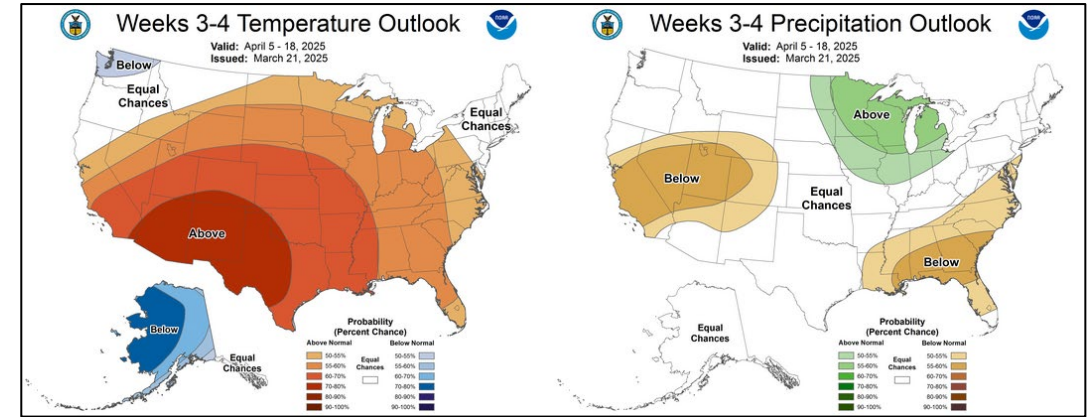 Weeks 3-4 Temperature Outlook
Valid: April 5 - 18, 2025
Issued: March 21, 2025
Below
Equal
Chances
Equal
Chances
Above
Below
Equal
Chances
Probability
(Percent Chance)
Above Normal
Below Normal
50-55%
55-60%
60-70%
70-80%
80-90%
90-100%
Equal
Chances
50-55%
55-60%
60-70%
70-80%
80-90%
90-100%
Weeks 3-4 Precipitation Outlook
Valid: April 5 - 18, 2025
Issued: March 21, 2025
Above
Below
Equal
Chances
Below
Equal
Chances
Probability
(Percent Chance)
Above Normal
Below Normal
50-55%
55-60%
60-70%
70-80%
80-90%
90-100%
Equal
Chances
50-55%
55-60%
60-70%
70-80%
80-90%
90-100%